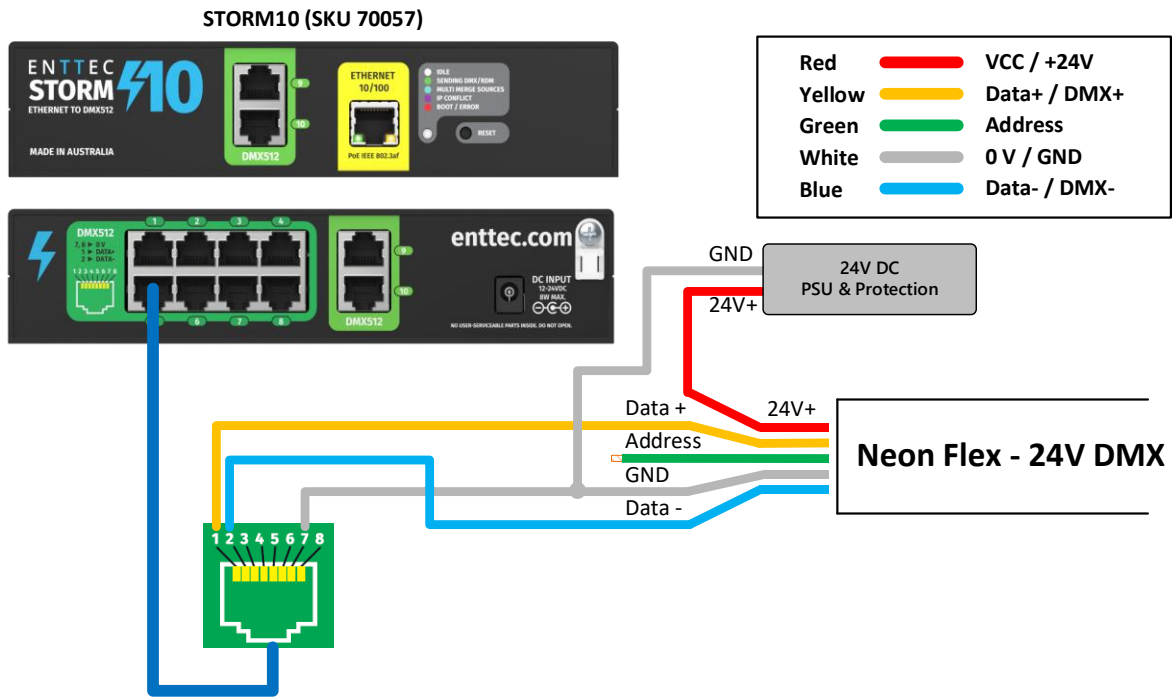 STORM10 (SKU 70057)
ENTTEC
STORM 10
ETHERNET TO DMX512
MADE IN AUSTRALIA
9
10
DMX512
ETHERNET
10/100
PoE IEEE 802.3af
IDLE
SENDING DMX/RDM
MULTI MERGE SOURCES
IP CONFLICT
BOOT / ERROR
RESET
Red VCC / +24V
Yellow Data+ / DMX+
Green Address
White 0 V / GND
Blue Data- / DMX-
DMX512
7, 8 ► 0 V
1 ► DATA+
2 ► DATA-
1 2 3 4 5 6 7 8
1 2 3 4
6 7 8
9
10
DMX512
enttec.com
DC INPUT
12-24VDC
8W MAX.
NO USER-SERVICEABLE PARTS INSIDE. DO NOT OPEN.
GND
24V+
24V DC
PSU & Protection
Data +
24V+
Address
GND
Data -
Neon Flex - 24V DMX
1 2 3 4 5 6 7 8